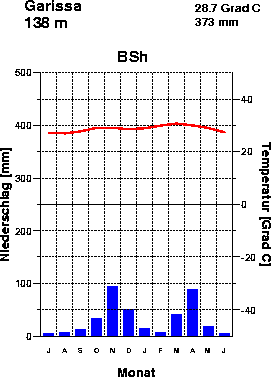 Garissa
138 m
28.7 Grad C
373 mm
BSh
500
400
300
200
100
0
Niederschlag [mm]
40
20
0
-20
-40
Temperatur [Grad C]
J A S O N D J F M A M J
Monat